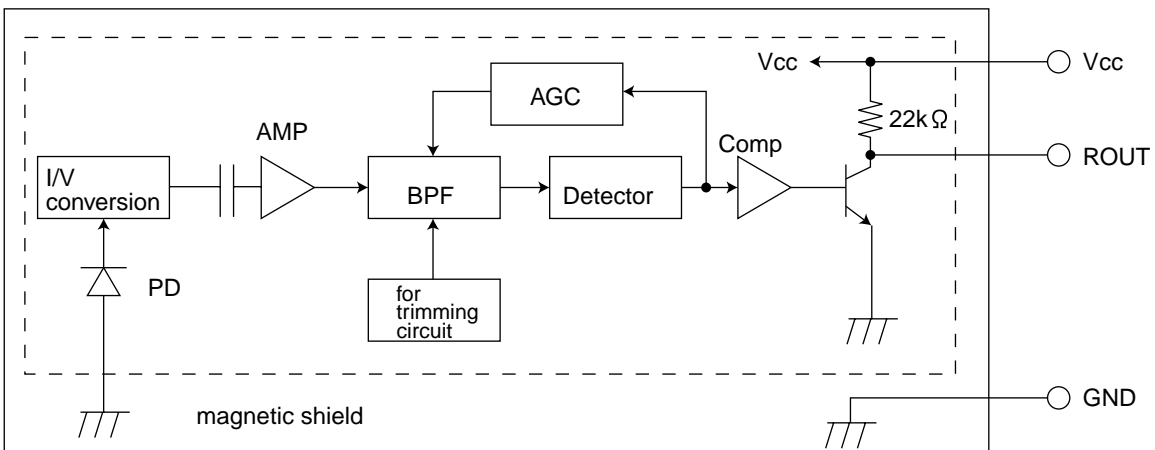 Vcc
Vcc
AGC
22kΩ
AMP
Comp
ROUT
I/V
conversion
BPF
Detector
PD
for
trimming
circuit
GND
magnetic shield